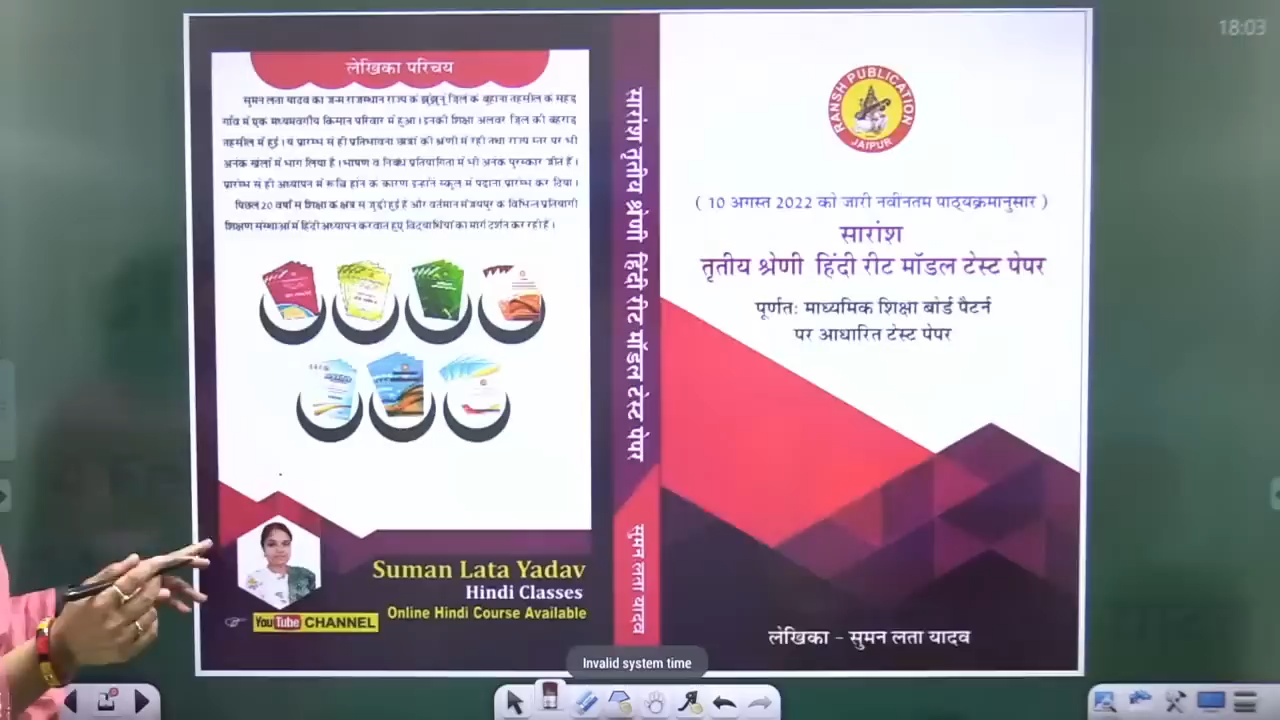 18:03
लेखिका परिचय
सुमन लता यादव का जन्म राजस्थान राज्य के झुंझुनूं जिले के बुहाना तहसील के
गाँव में एक मध्यमवर्गीय किसान परिवार में हुआ। इनकी शिक्षा अलवर जिले की बहरोड़
तहसील में हुई। ये प्रारम्भ से ही प्रतिभावना छात्रों की श्रेणी में रही तथा राज्य स्तर पर भी
अनेक खेलों में भाग लिया है। भाषण व निबंध प्रतियोगिता में भी अनेक पुरस्कार जीते हैं।
प्रारंभ से ही अध्यापन में रूचि होने के कारण इन्होंने स्कूल में पढ़ाना प्रारम्भ कर दिया।
पिछले 20 वर्षों से शिक्षा के क्षेत्र से जुड़ी हुई हैं और वर्तमान में जयपुर के विभिन्न प्रतियोगी
शिक्षण संस्थाओं में हिंदी अध्यापन करवाते हुए विद्यार्थियों का मार्गदर्शन कर रही हैं।
Suman Lata Yadav
Hindi Classes
Online Hindi Course Available
YouTube CHANNEL
सारांश तृतीय श्रेणी हिंदी रीट मॉडल टेस्ट पेपर
सुमन लता यादव
RANSH PUBLICATION
JAIPUR
( 10 अगस्त 2022 को जारी नवीनतम पाठ्यक्रमानुसार )
सारांश
तृतीय श्रेणी हिंदी रीट मॉडल टेस्ट पेपर
पूर्णतः माध्यमिक शिक्षा बोर्ड पैटर्न
पर आधारित टेस्ट पेपर
लेखिका - सुमन लता यादव
Invalid system time